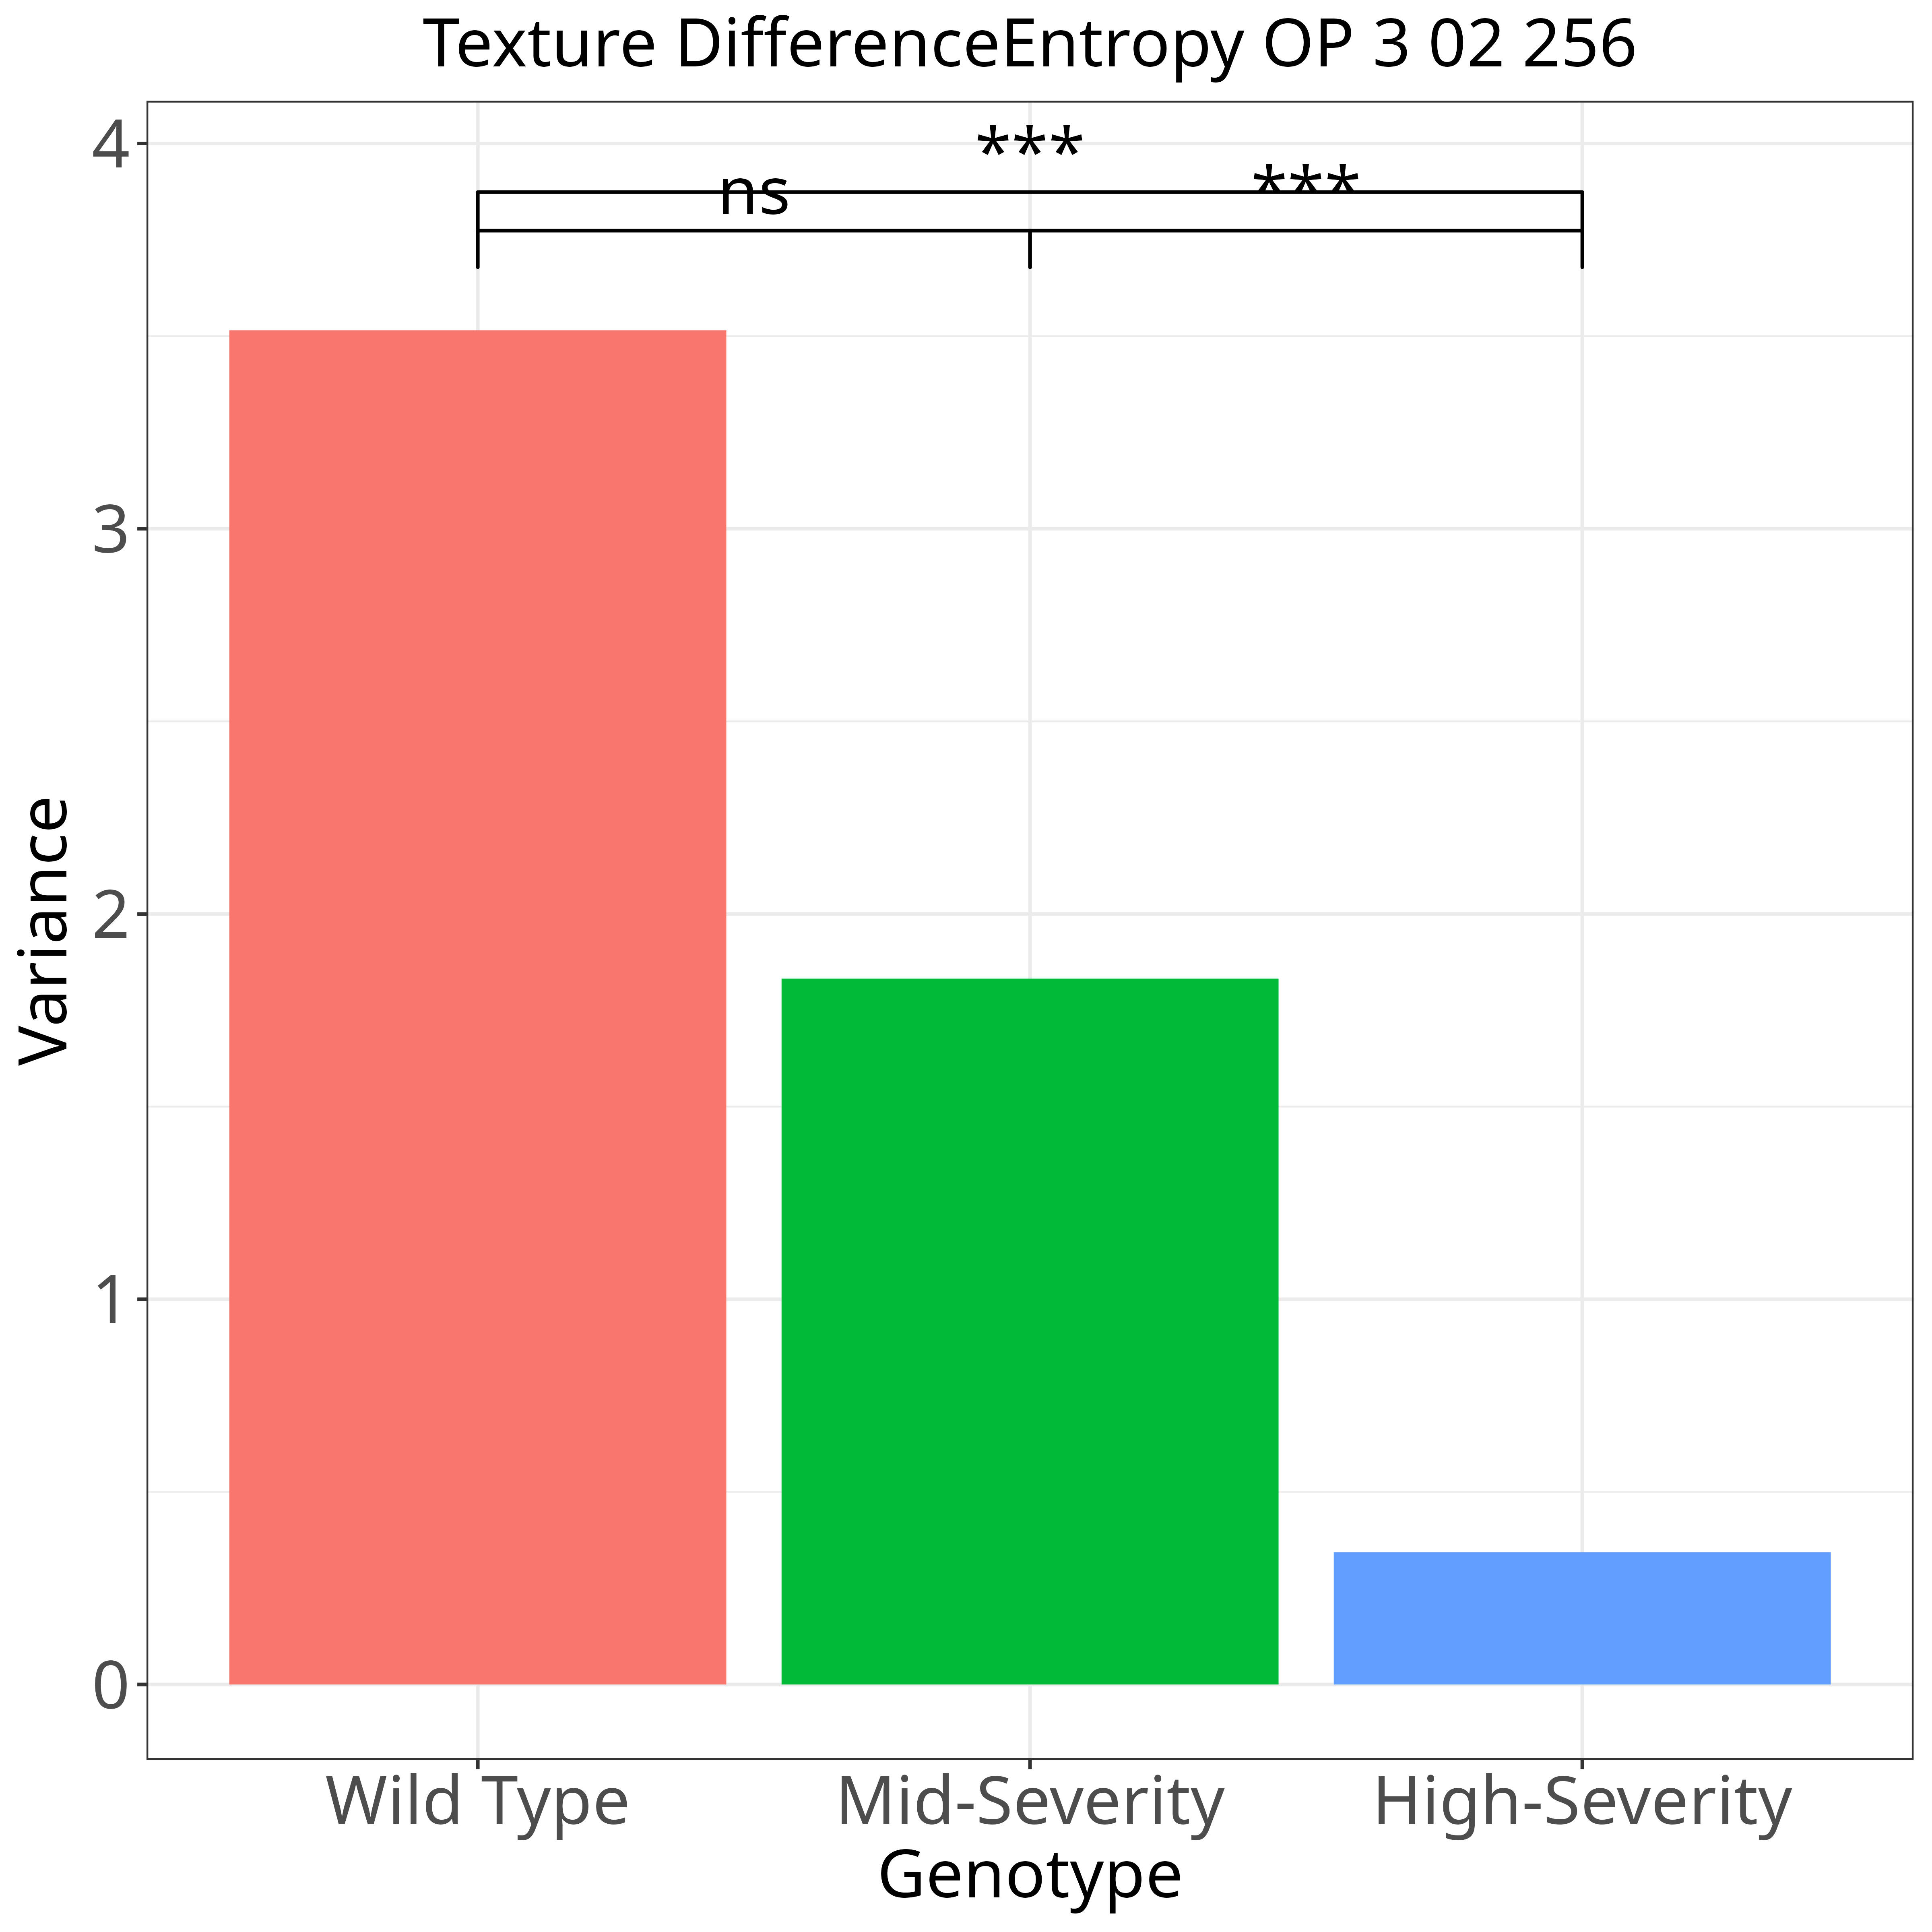 Texture DifferenceEntropy OP 3 02 256
4
***
ns
***
3
2
1
0
Variance
Wild Type Mid-Severity High-Severity
Genotype